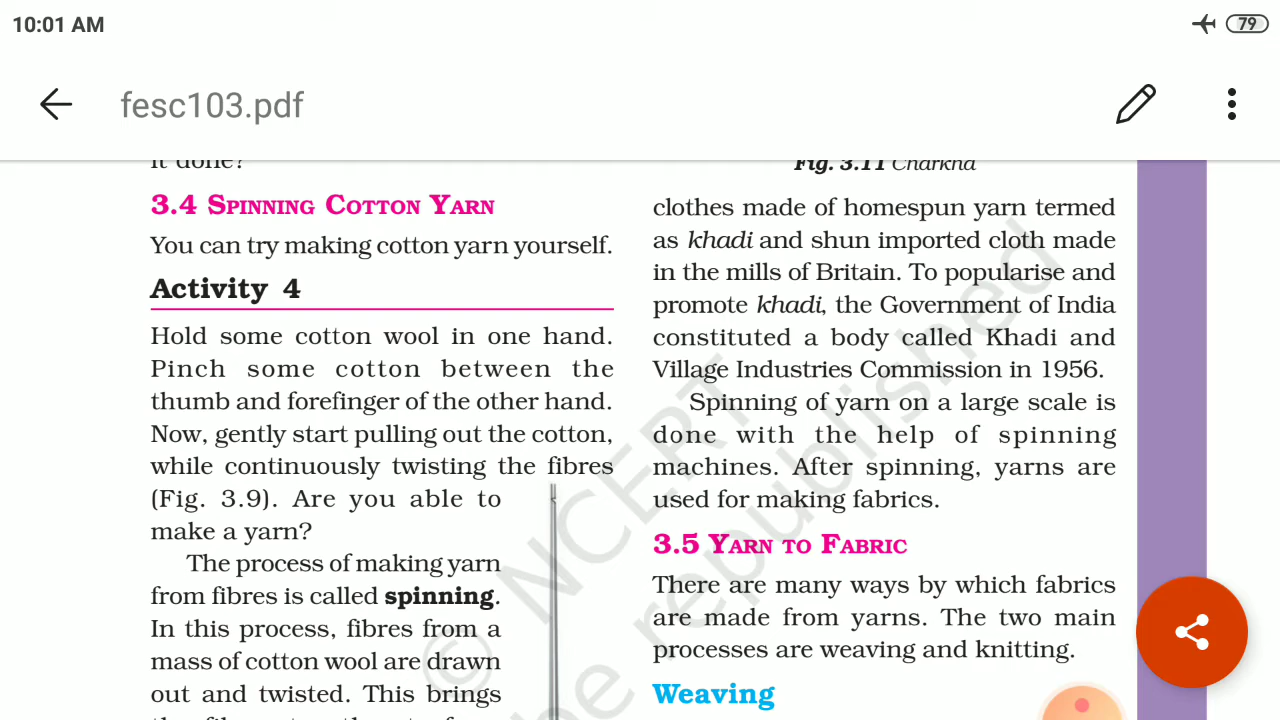 10:01 AM
79
fesc103.pdf
it done?
3.4 SPINNING COTTON YARN
You can try making cotton yarn yourself.
Activity 4
Hold some cotton wool in one hand.
Pinch some cotton between the
thumb and forefinger of the other hand.
Now, gently start pulling out the cotton,
while continuously twisting the fibres
(Fig. 3.9). Are you able to
make a yarn?
The process of making yarn
from fibres is called spinning.
In this process, fibres from a
mass of cotton wool are drawn
out and twisted. This brings
Fig. 3.11 Charkha
clothes made of homespun yarn termed
as khadi and shun imported cloth made
in the mills of Britain. To popularise and
promote khadi, the Government of India
constituted a body called Khadi and
Village Industries Commission in 1956.
Spinning of yarn on a large scale is
done with the help of spinning
machines. After spinning, yarns are
used for making fabrics.
3.5 YARN TO FABRIC
There are many ways by which fabrics
are made from yarns. The two main
processes are weaving and knitting.
Weaving
© NCERT
be republished